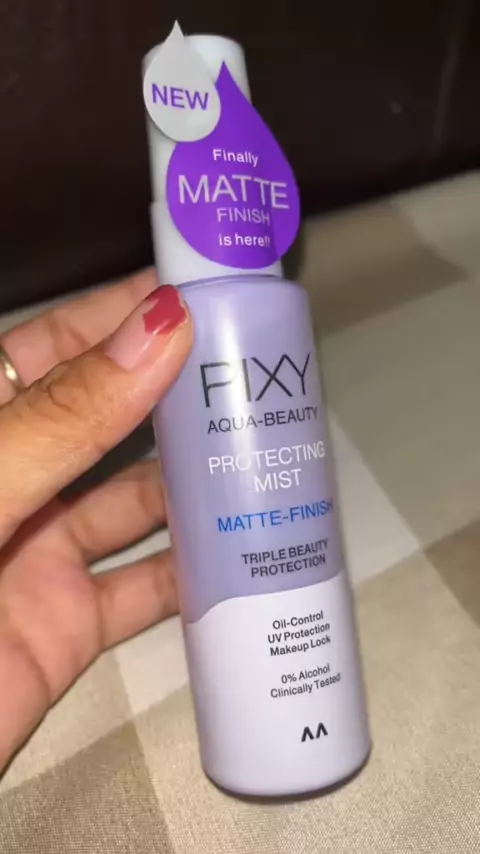 NEW
Finally
MATTE
FINISH
is here!!
PIXY
AQUA-BEAUTY
PROTECTING
MIST
MATTE-FINISH
TRIPLE BEAUTY
PROTECTION
Oil-Control
UV Protection
Makeup Lock
0% Alcohol
Clinically Tested